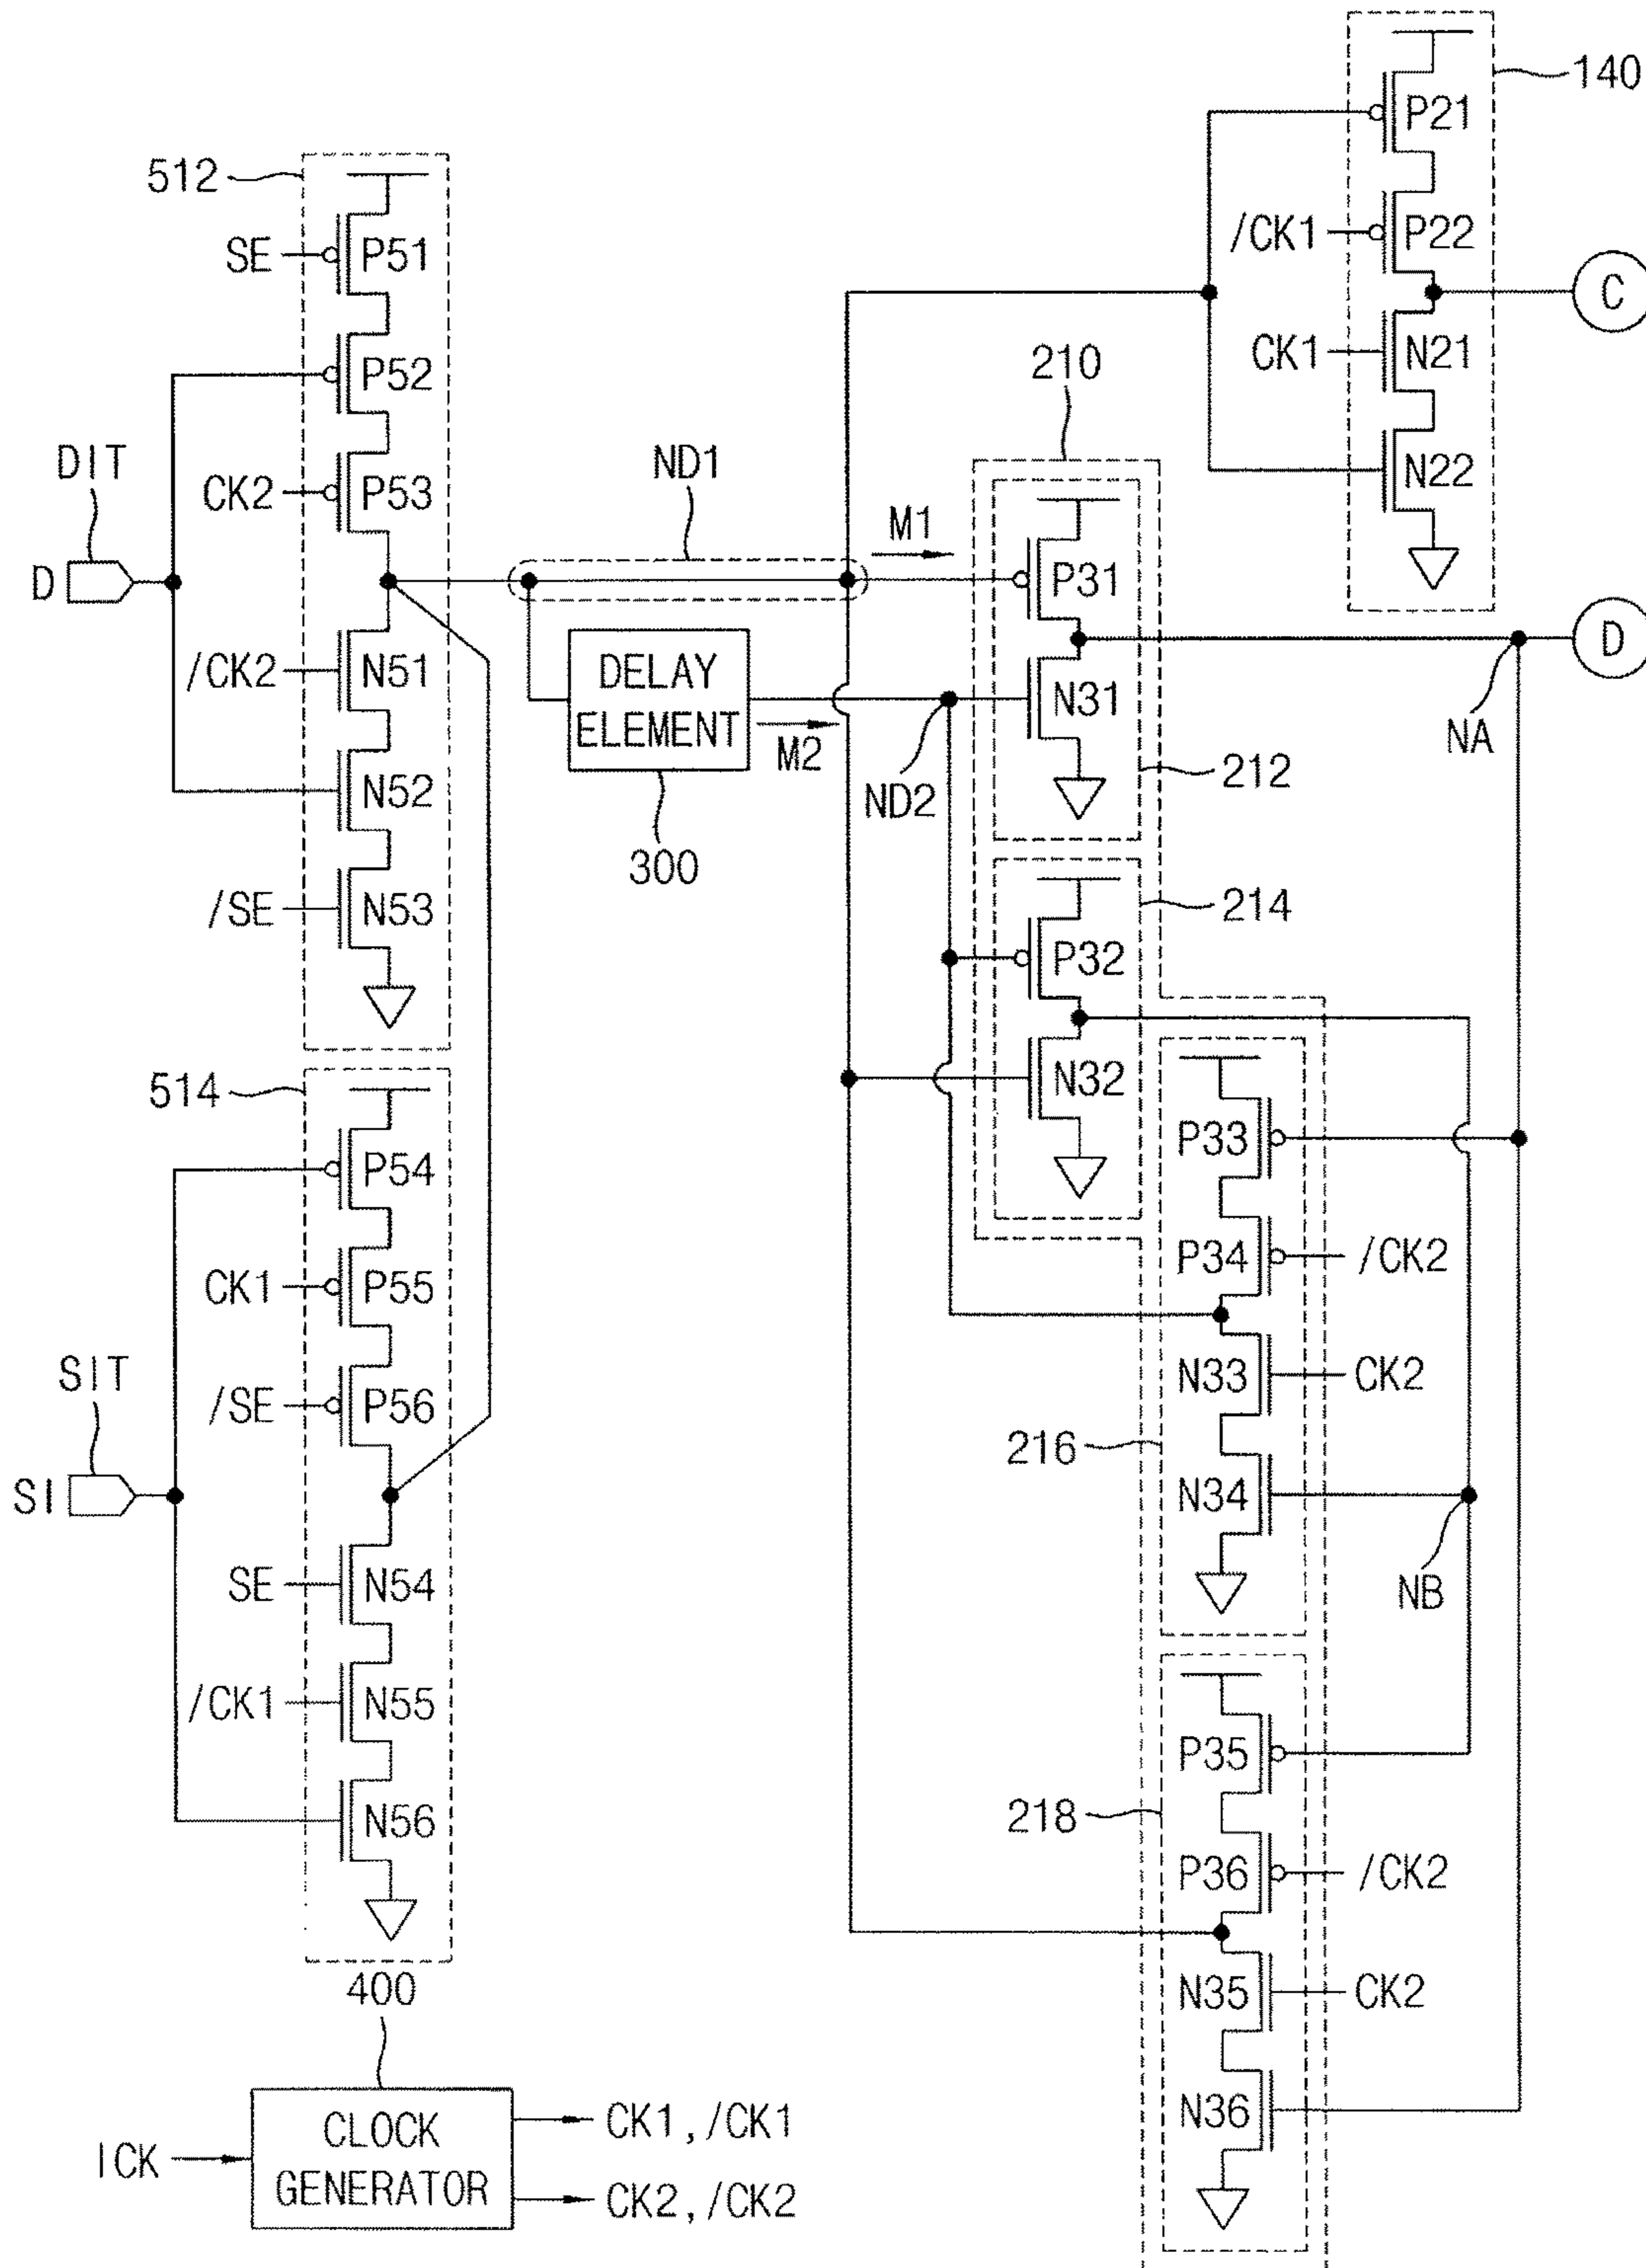 140
P21
512
/CK1
P22
SE
P51
C
CK1
N21
P52
210
DIT
ND1
N22
CK2
P53
M1
D
P31
D
/CK2
N51
DELAY
ELEMENT
N31
NA
M2
212
N52
ND2
300
/SE
N53
214
P32
514
N32
P33
P54
P34
/CK2
CK1
P55
SIT
N33
CK2
/SE
P56
216
SI
N34
SE
N54
NB
/CK1
N55
P35
N56
218
P36
/CK2
400
N35
CK2
CLOCK
GENERATOR
ICK
CK1,/CK1
CK2,/CK2
N36